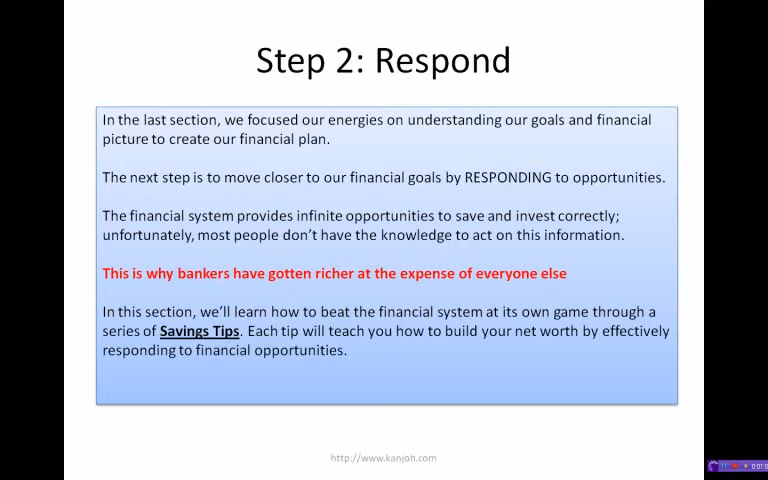 Step 2: Respond
In the last section, we focused our energies on understanding our goals and financial
picture to create our financial plan.
The next step is to move closer to our financial goals by RESPONDING to opportunities.
The financial system provides infinite opportunities to save and invest correctly;
unfortunately, most people don't have the knowledge to act on this information.
This is why bankers have gotten richer at the expense of everyone else
In this section, we'll learn how to beat the financial system at its own game through a
series of Savings Tips. Each tip will teach you how to build your net worth by effectively
responding to financial opportunities.
http://www.kanjoh.com